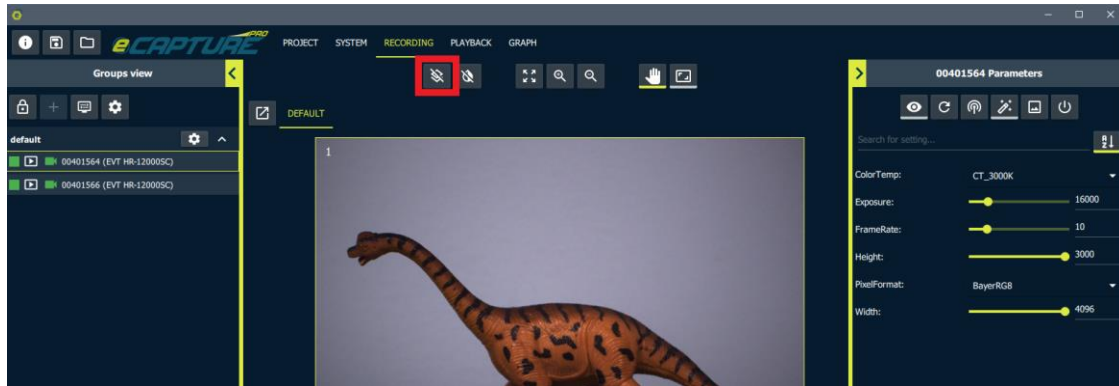 eCAPTURE PRO
PROJECT SYSTEM RECORDING PLAYBACK GRAPH
Groups view
00401564 Parameters
DEFAULT
default
1
Search for setting...
00401564 (EVT HR-12000SC)
00401566 (EVT HR-12000SC)
ColorTemp: CT_3000K
Exposure: 16000
FrameRate: 10
Height: 3000
PixelFormat: BayerRG8
Width: 4096